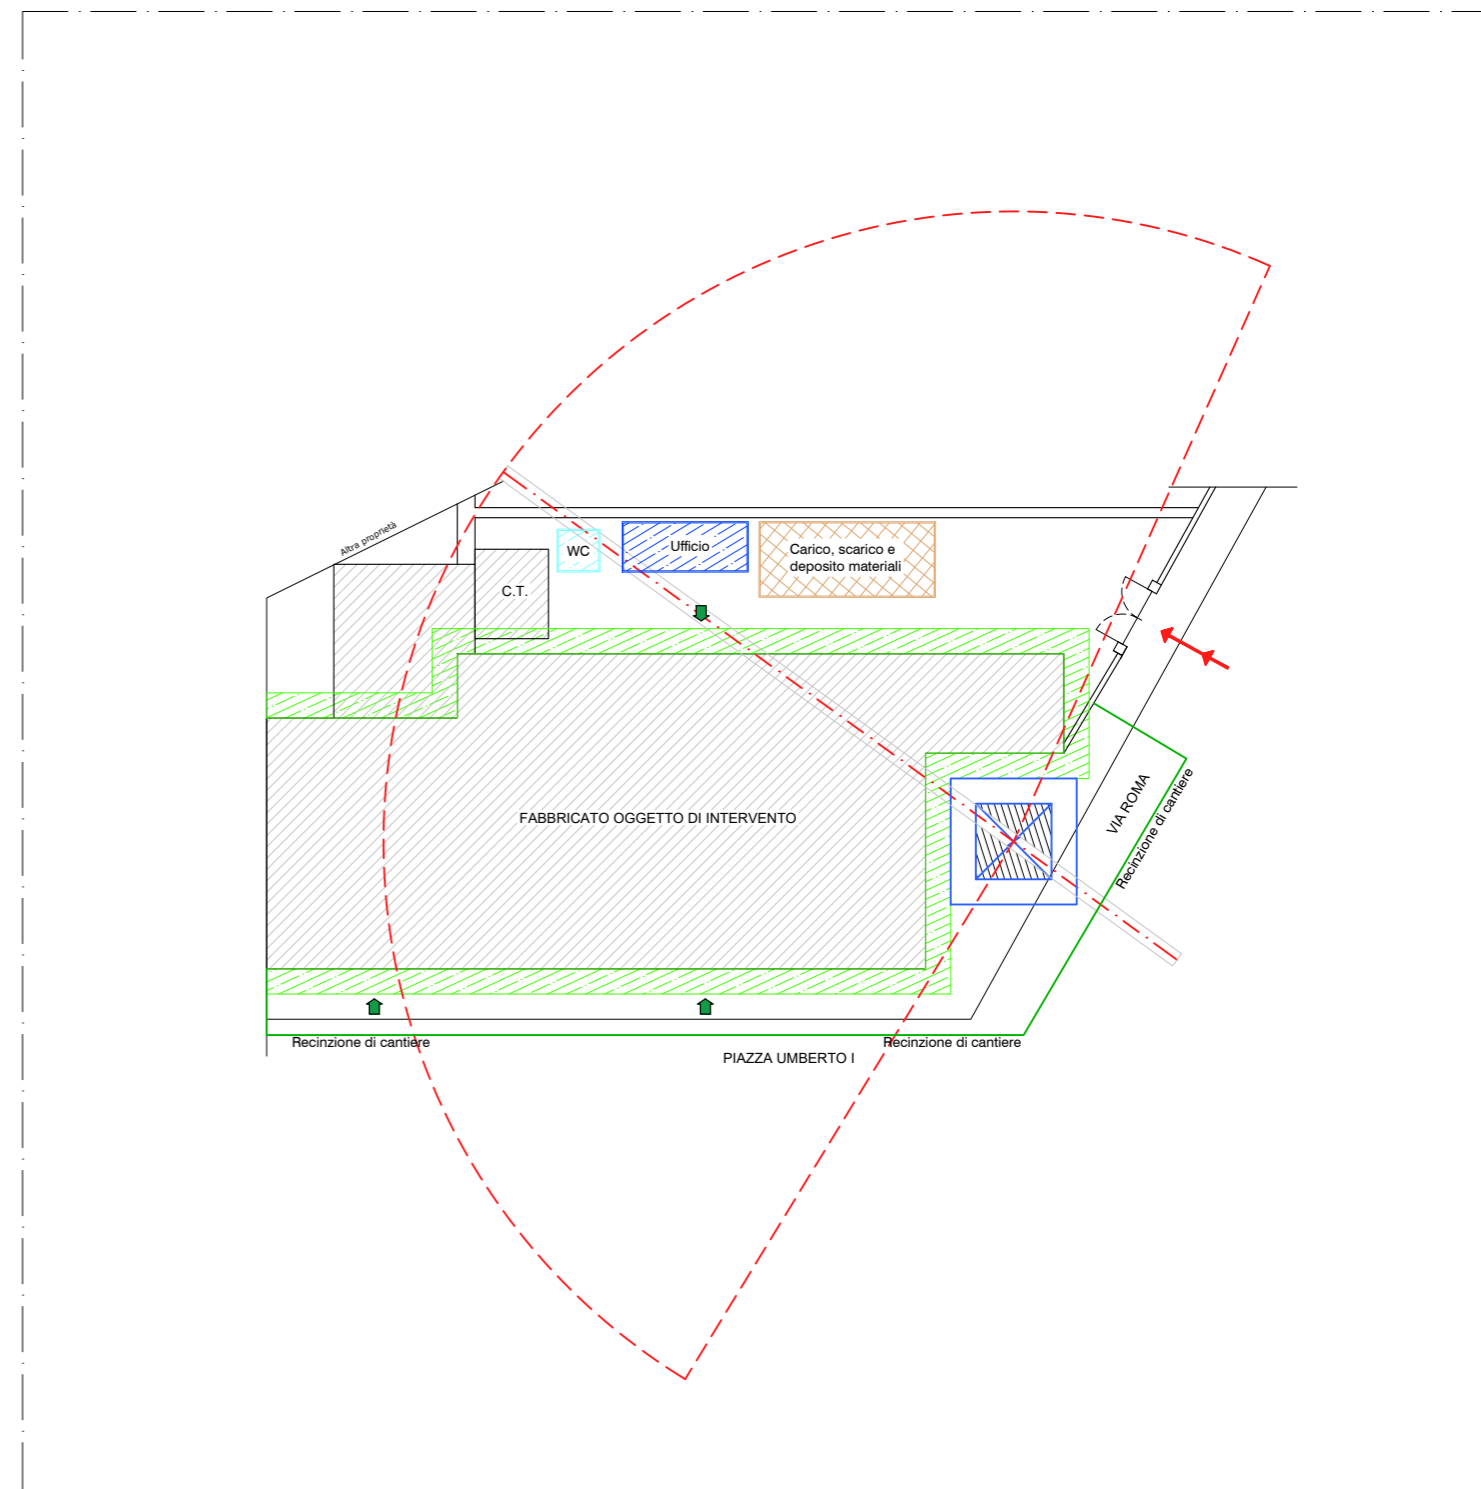 Altra proprietà
WC
Ufficio
Carico, scarico e
deposito materiali
C.T.
FABBRICATO OGGETTO DI INTERVENTO
VIA ROMA
Recinzione di cantiere
Recinzione di cantiere
Recinzione di cantiere
PIAZZA UMBERTO I